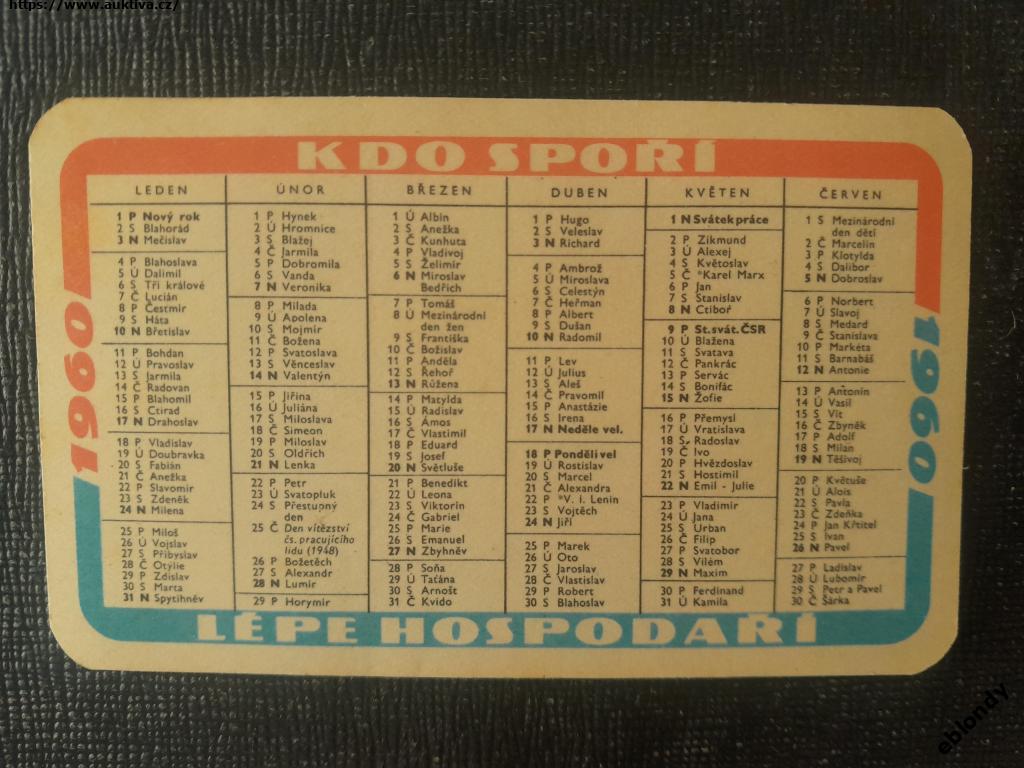 https://www.auktiva.cz/
KDO SPOŘÍ
1960
1960
LEDEN
1 P Nový rok
2 S Blahorád
3 N Mečislav
4 P Blahoslava
5 Ú Dalimil
6 S Tři králové
7 Č Lucián
8 P Čestmír
9 S Háta
10 N Břetislav
11 P Bohdan
12 Ú Pravoslav
13 S Jarmila
14 Č Radovan
15 P Blahomil
16 S Ctirad
17 N Drahoslav
18 P Vladislav
19 Ú Doubravka
20 S Fabián
21 Č Anežka
22 P Slavomír
23 S Zdeněk
24 N Milena
25 P Miloš
26 Ú Vojslav
27 S Přibyslav
28 Č Otýlie
29 P Zdislav
30 S Marta
31 N Spytihněv
ÚNOR
1 P Hynek
2 Ú Hromnice
3 S Blažej
4 Č Jarmila
5 P Dobromila
6 S Vanda
7 N Veronika
8 P Milada
9 Ú Apolena
10 S Mojmír
11 Č Božena
12 P Svatoslava
13 S Věnceslav
14 N Valentýn
15 P Jiřina
16 Ú Juliána
17 S Miloslava
18 Č Simeon
19 P Miloslav
20 S Oldřich
21 N Lenka
22 P Petr
23 Ú Svatopluk
24 S Přestupný
den
25 Č Den vítězství
čs. pracujícího
lidu (1948)
26 P Božetěch
27 S Alexandr
28 N Lumír
29 P Horymír
BŘEZEN
1 Ú Albín
2 S Anežka
3 Č Kunhuta
4 P Vladivoj
5 S Želimír
6 N Miroslav
Bedřich
7 P Tomáš
8 Ú Mezinárodní
den žen
9 S Františka
10 Č Božislav
11 P Anděla
12 S Řehoř
13 N Růžena
14 P Matylda
15 Ú Radislav
16 S Amos
17 Č Vlastimil
18 P Eduard
19 S Josef
20 N Světluše
21 P Benedikt
22 Ú Leona
23 S Viktorín
24 Č Gabriel
25 P Marie
26 S Emanuel
27 N Zbyhněv
28 P Soňa
29 Ú Taťána
30 S Arnošt
31 Č Kvido
DUBEN
1 P Hugo
2 S Veleslav
3 N Richard
4 P Ambrož
5 Ú Miroslava
6 S Celestýn
7 Č Heřman
8 P Albert
9 S Dušan
10 N Radomil
11 P Lev
12 Ú Julius
13 S Aleš
14 Č Pravomil
15 P Anastázie
16 S Irena
17 N Neděle vel.
18 P Pondělí vel
19 Ú Rostislav
20 S Marcel
21 Č Alexandra
22 P *V. I. Lenin
23 S Vojtěch
24 N Jiří
25 P Marek
26 Ú Oto
27 S Jaroslav
28 Č Vlastislav
29 P Robert
30 S Blahoslav
KVĚTEN
1 N Svátek práce
2 P Zikmund
3 Ú Alexej
4 S Květoslav
5 Č *Karel Marx
6 P Jan
7 S Stanislav
8 N Ctiboř
9 P St. svát. ČSR
10 Ú Blažena
11 S Svatava
12 Č Pankrác
13 P Servác
14 S Bonifác
15 N Žofie
16 P Přemysl
17 Ú Vratislava
18 S Radoslav
19 Č Ivo
20 P Hvězdoslav
21 S Hostimil
22 N Emil - Julie
23 P Vladimír
24 Ú Jana
25 S Urban
26 Č Filip
27 P Svatobor
28 S Vilém
29 N Maxim
30 P Ferdinand
31 Ú Kamila
ČERVEN
1 S Mezinárodní
den dětí
2 Č Marcelín
3 P Klotylda
4 S Dalibor
5 N Dobroslav
6 P Norbert
7 Ú Slavoj
8 S Medard
9 Č Stanislava
10 P Markéta
11 S Barnabáš
12 N Antonie
13 P Antonín
14 Ú Vasil
15 S Vít
16 Č Zbyněk
17 P Adolf
18 S Milan
19 N Těšivoj
20 P Květuše
21 Ú Alois
22 S Pavla
23 Č Zdeňka
24 P Jan Křtitel
25 S Ivan
26 N Pavel
27 P Ladislav
28 Ú Lubomír
29 S Petr a Pavel
30 Č Šárka
LÉPE HOSPODAŘÍ
eblondy